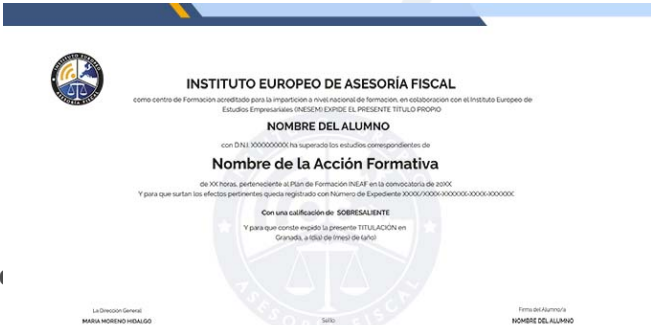 INSTITUTO EUROPEO DE ASESORÍA FISCAL
como centro de Formación acreditado para la impartición a nivel nacional de formación, en colaboración con el Instituto Europeo de
Estudios Empresariales (INESEM) EXPIDE EL PRESENTE TÍTULO PROPIO
NOMBRE DEL ALUMNO
con D.N.I. XXXXXXXXX ha superado los estudios correspondientes de
Nombre de la Acción Formativa
de XX horas, perteneciente al Plan de Formación INEAF en la convocatoria de 20XX
Y para que surtan los efectos pertinentes queda registrado con Número de Expediente XXXX/XXXX-XXXXXX-XXXX-XXXXXX
Con una calificación de SOBRESALIENTE
Y para que conste expido la presente TITULACIÓN en
Granada, a (día) de (mes) de (año)
La Direccion General
MARIA MORENO HIDALGO
Sello
Firma del Alumno/a
NOMBRE DEL ALUMNO
ASESORIA FISCAL